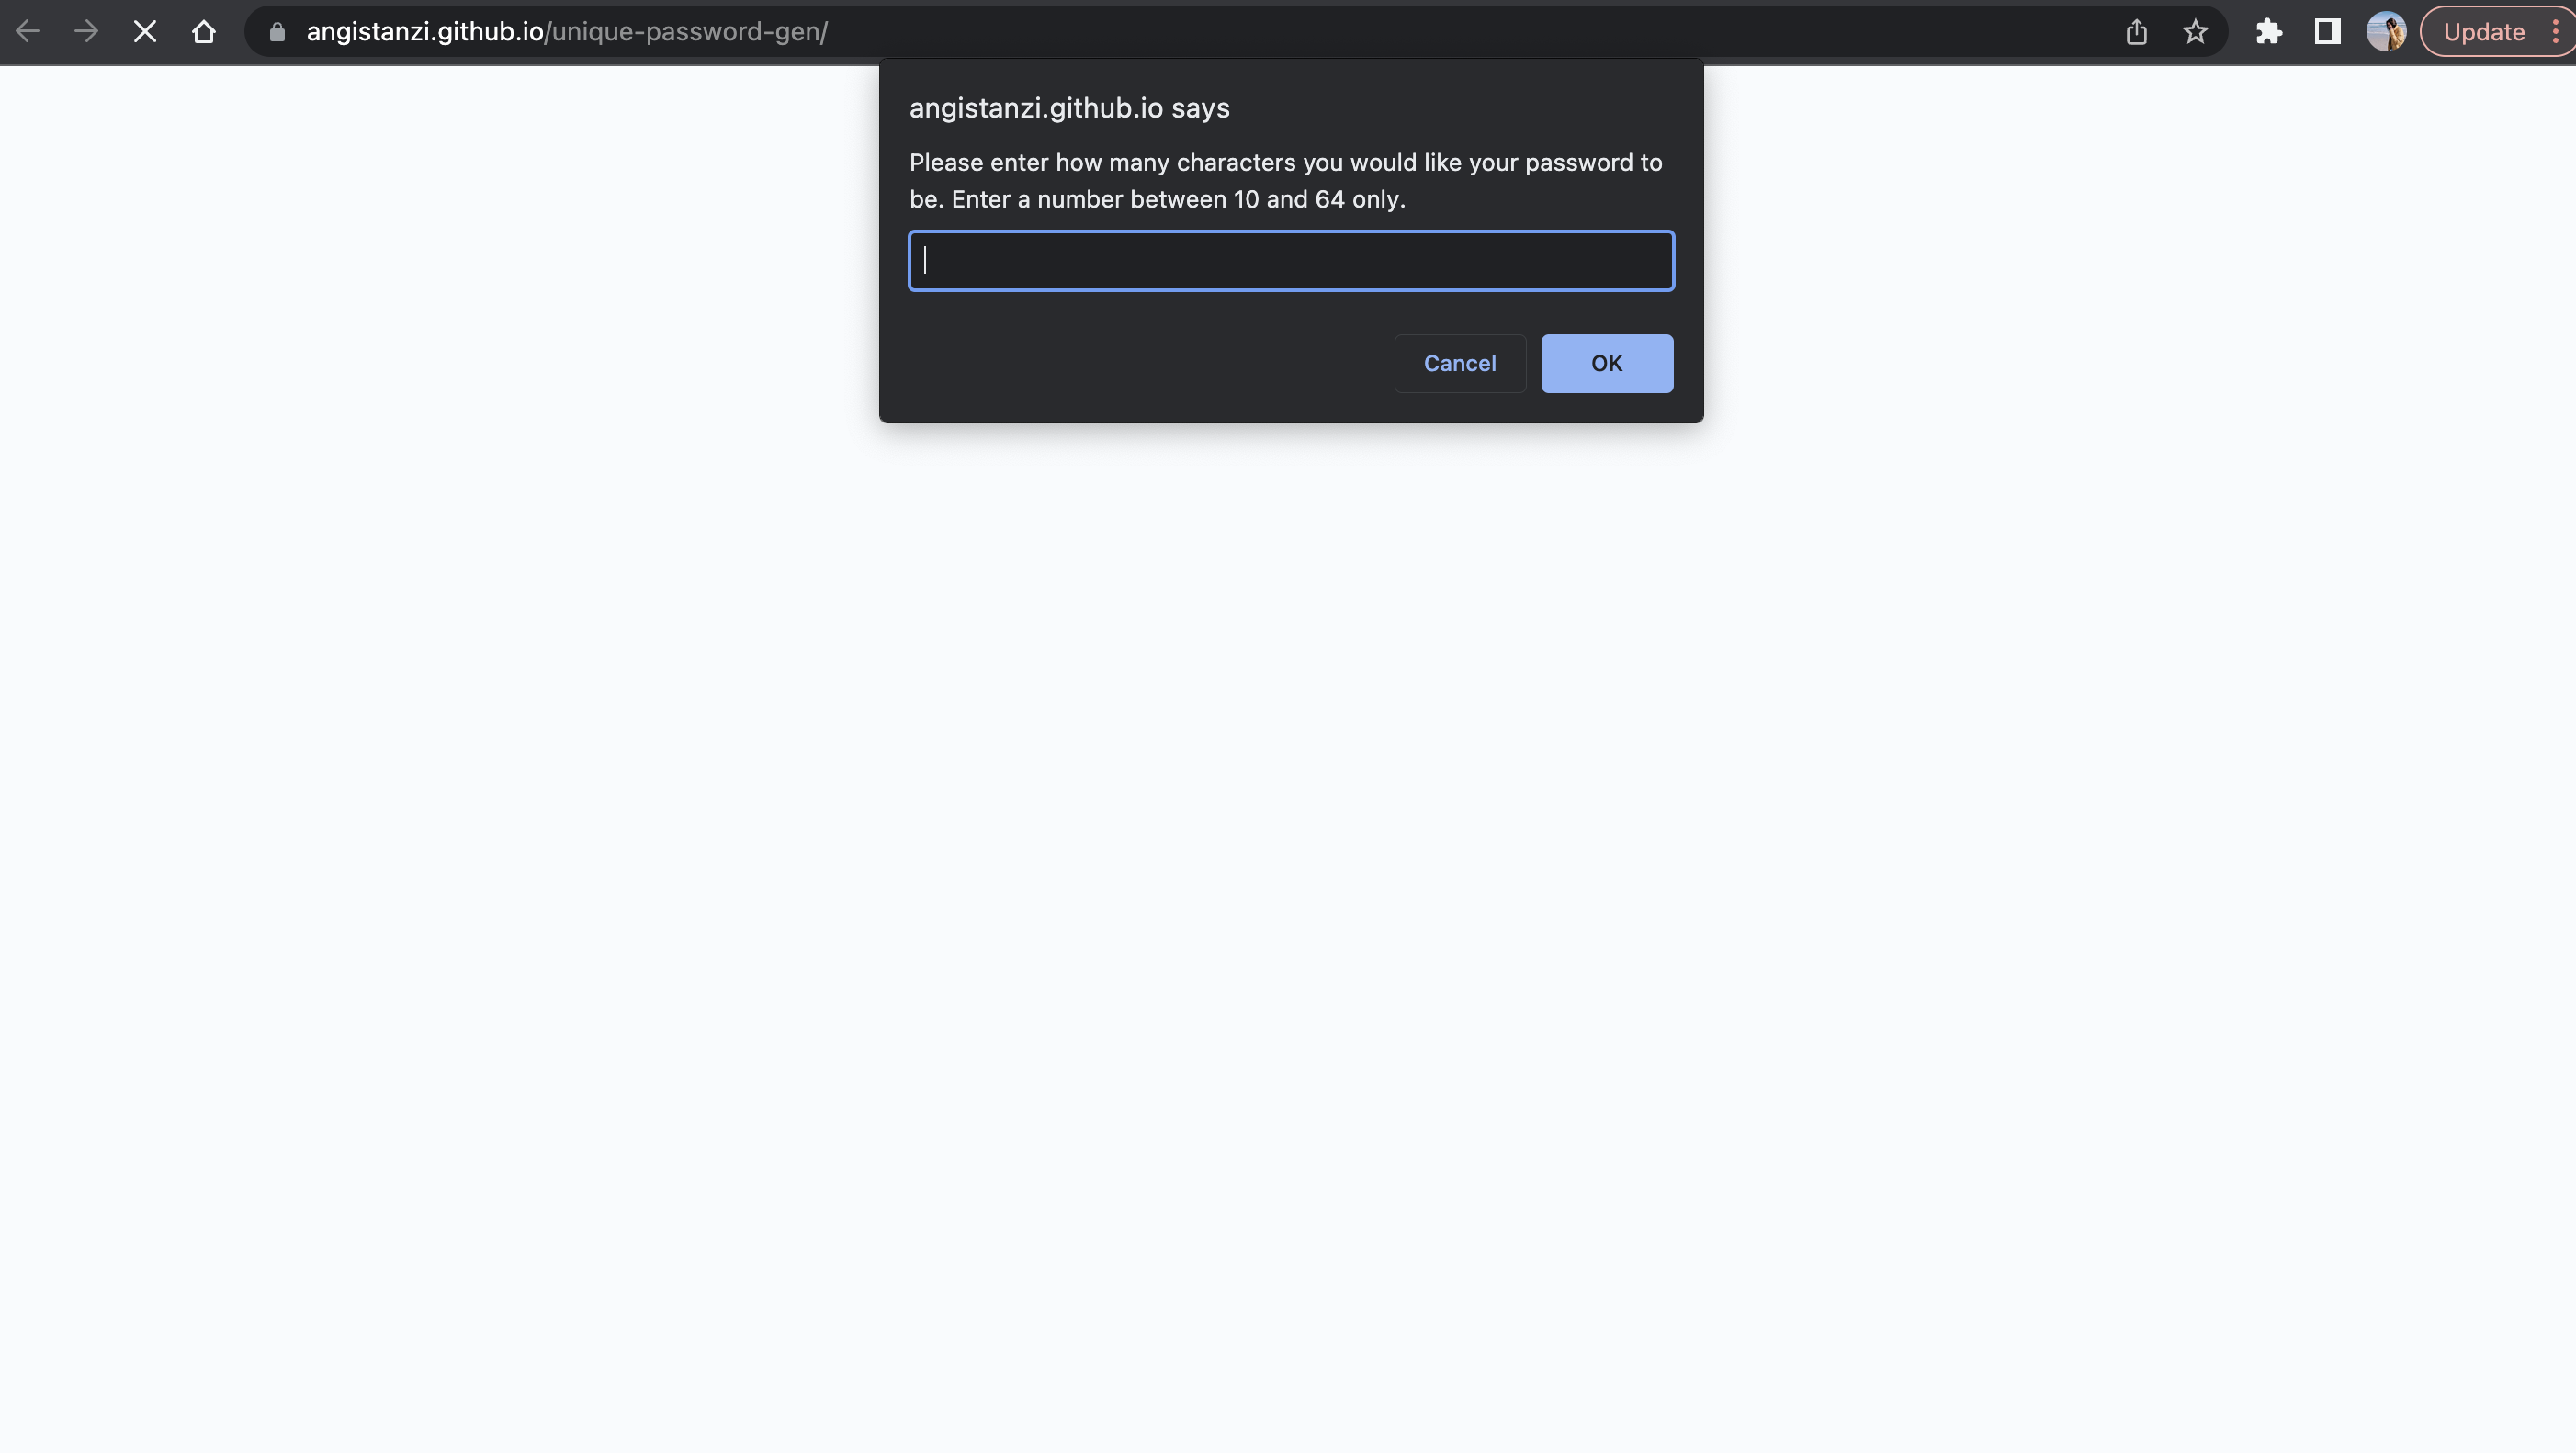 angistanzi.github.io/unique-password-gen/
Update
angistanzi.github.io says
Please enter how many characters you would like your password to
be. Enter a number between 10 and 64 only.
Cancel
OK